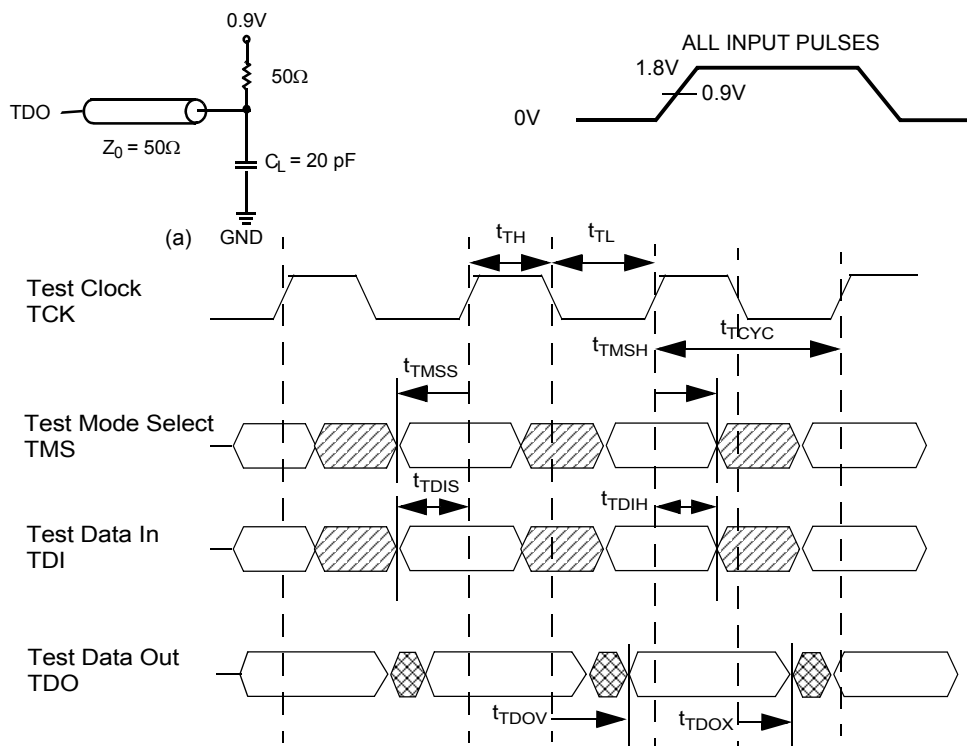 0.9V
50Ω
TDO
Z0 = 50Ω
CL = 20 pF
(a) GND
ALL INPUT PULSES
1.8V
0.9V
0V
tTH
tTL
Test Clock
TCK
tTCYC
tTMSH
tTMSS
Test Mode Select
TMS
tTDIS
tTDIH
Test Data In
TDI
Test Data Out
TDO
tTDOV
tTDOX